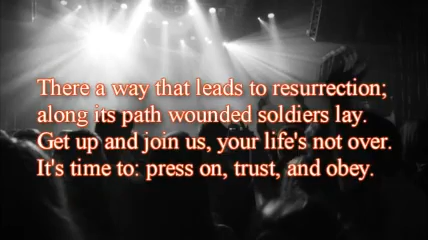 There a way that leads to resurrection;
along its path wounded soldiers lay.
Get up and join us, your life's not over.
It's time to: press on, trust, and obey.